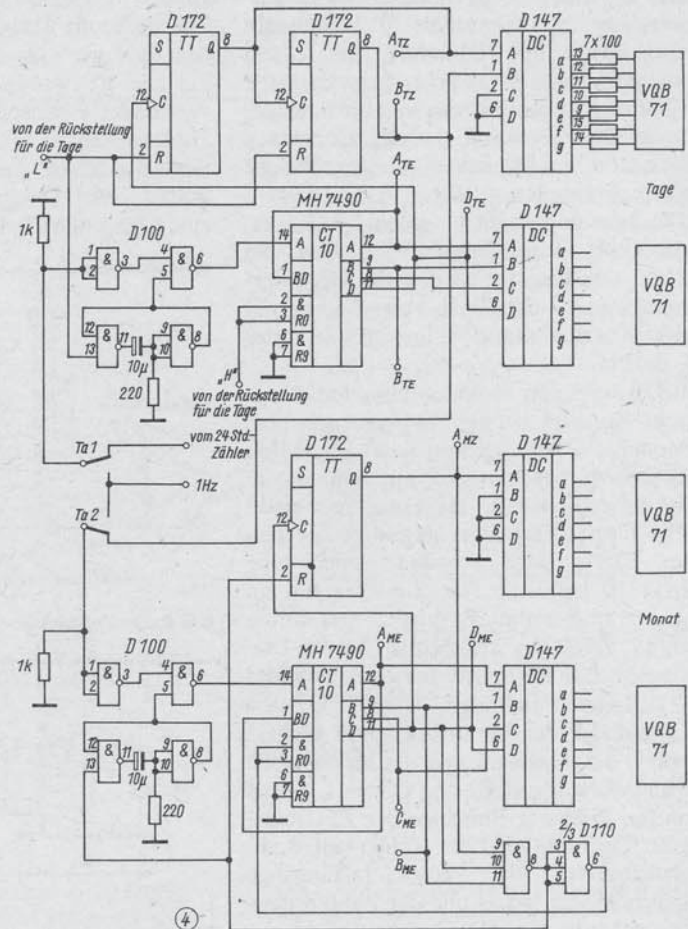 D 172
D 172
D 147
S TT Q 8
S TT Q 8
A_TZ
7 A DC
1 B
2 C
6 D
a 13
b 12
c 11
d 10
e 9
f 15
g 14
7 x 100
VQB
71
Tage
12 C
12 C
B_TZ
von der Rückstellung
für die Tage
„L"
2 R
2 R
A_TE
D_TE
D 147
1k
D100
MH 7490
1 & 3 4 & 6
2 5
14 A CT A 12
10 B 9
1 BD C 8
D 11
2 &
3 R0
6 &
7 R9
7 A DC a
1 B b
2 C c
6 D d
e
f
g
VQB
71
12 & 11 10µ 9 & 8
13 10
220
„H"
von der Rückstellung
für die Tage
B_TE
vom 24 Std-
Zähler
Ta1
1Hz
Ta 2
D 172
S TT Q 8
12 C
2 R
A_MZ
D 147
7 A DC a
1 B b
2 C c
6 D d
e
f
g
VQB
71
Monat
1k
D 100
MH 7490
A_ME
D_ME
D147
1 & 3 4 & 6
2 5
14 A CT A 12
10 B 9
1 BD C 8
D 11
2 &
3 R0
6 &
7 R9
7 A DC a
1 B b
2 C c
6 D d
e
f
g
VQB
71
12 & 11 10µ 9 & 8
13 10
220
C_ME
B_ME
2/3 D110
9 & 8 3 & 6
10 4
11 5
4